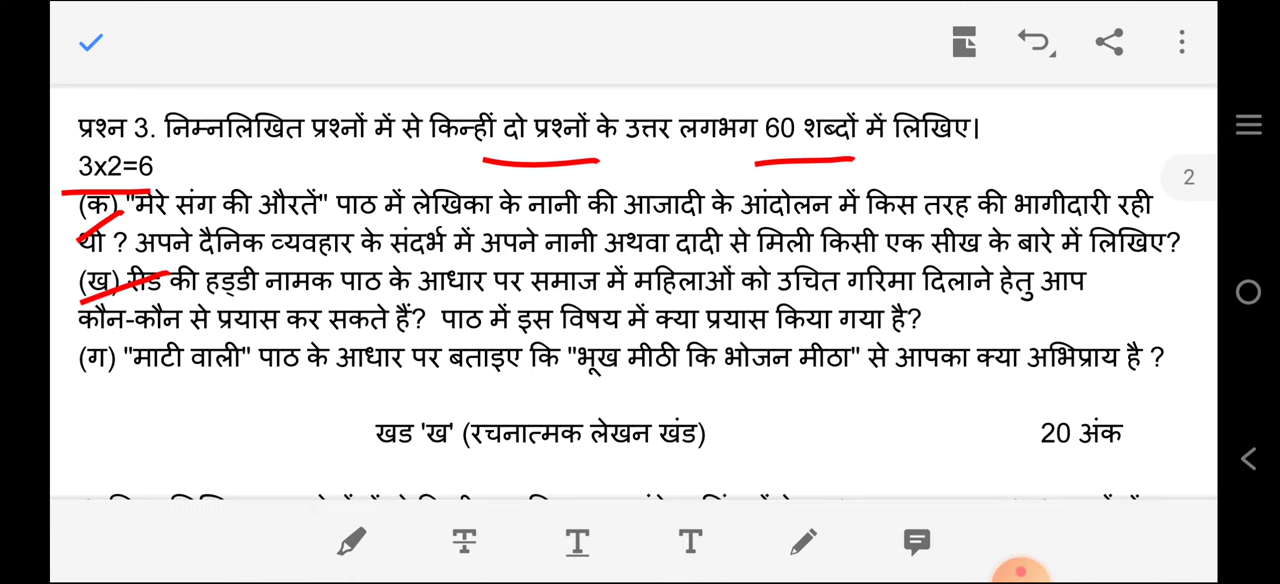 प्रश्न 3. निम्नलिखित प्रश्नों में से किन्हीं दो प्रश्नों के उत्तर लगभग 60 शब्दों में लिखिए।
3x2=6
2
(क) "मेरे संग की औरतें" पाठ में लेखिका के नानी की आजादी के आंदोलन में किस तरह की भागीदारी रही
थी ? अपने दैनिक व्यवहार के संदर्भ में अपने नानी अथवा दादी से मिली किसी एक सीख के बारे में लिखिए?
(ख) रीड की हड्डी नामक पाठ के आधार पर समाज में महिलाओं को उचित गरिमा दिलाने हेतु आप
कौन-कौन से प्रयास कर सकते हैं? पाठ में इस विषय में क्या प्रयास किया गया है?
(ग) "माटी वाली" पाठ के आधार पर बताइए कि "भूख मीठी कि भोजन मीठा" से आपका क्या अभिप्राय है ?
खड 'ख' (रचनात्मक लेखन खंड) 20 अंक
T T T